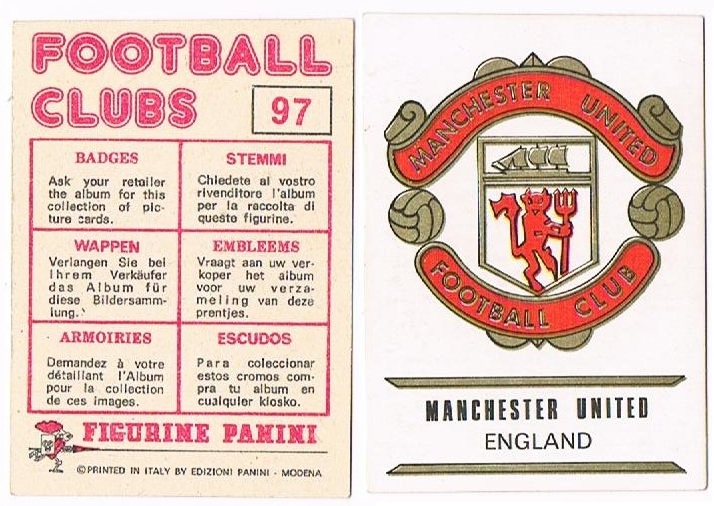 FOOTBALL
CLUBS
97
BADGES
Ask your retailer
the album for this
collection of pic-
ture cards.
STEMMI
Chiedete al vostro
rivenditore l'album
per la raccolta di
queste figurine.
WAPPEN
Verlangen Sie bei
Ihrem Verkäufer
das Album für
diese Bildersamm-
lung.
EMBLEEMS
Vraagt aan uw ver-
koper het album
voor uw verza-
meling van deze
prentjes.
ARMOIRIES
Demandez à votre
détaillant l'Album
pour la collection
de ces images.
ESCUDOS
Para coleccionar
estos cromos com-
pra tu album en
cualquier kiosko.
FIGURINE PANINI
©PRINTED IN ITALY BY EDIZIONI PANINI - MODENA
MANCHESTER UNITED
FOOTBALL CLUB
MANCHESTER UNITED
ENGLAND